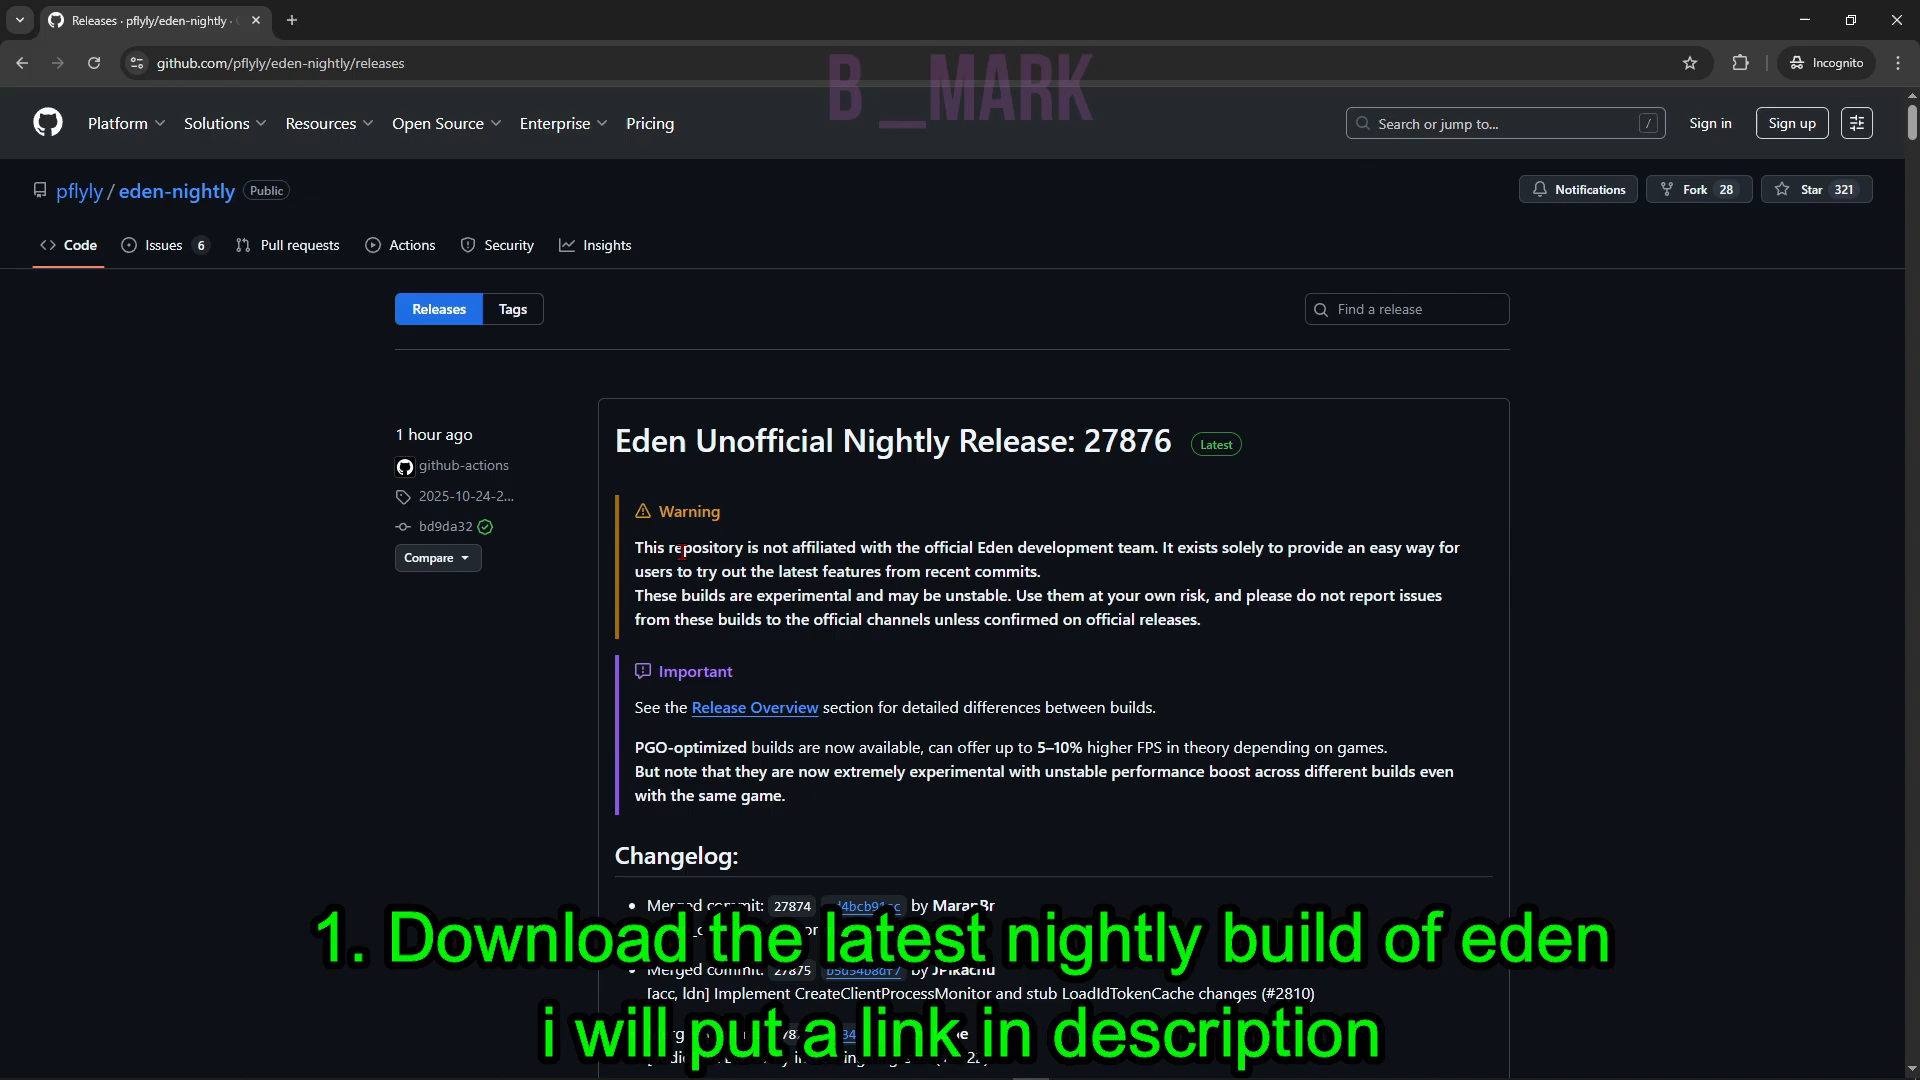 Releases · pflyly/eden-nightly ·
github.com/pflyly/eden-nightly/releases
Incognito
B_MARK
Platform Solutions Resources Open Source Enterprise Pricing
Search or jump to... /
Sign in
Sign up
pflyly / eden-nightly Public
Notifications
Fork 28
Star 321
Code Issues 6 Pull requests Actions Security Insights
Releases Tags
Find a release
1 hour ago
github-actions
2025-10-24-2...
bd9da32
Compare
Eden Unofficial Nightly Release: 27876 Latest
Warning
This repository is not affiliated with the official Eden development team. It exists solely to provide an easy way for
users to try out the latest features from recent commits.
These builds are experimental and may be unstable. Use them at your own risk, and please do not report issues
from these builds to the official channels unless confirmed on official releases.
Important
See the Release Overview section for detailed differences between builds.
PGO-optimized builds are now available, can offer up to 5–10% higher FPS in theory depending on games.
But note that they are now extremely experimental with unstable performance boost across different builds even
with the same game.
Changelog:
Merged commit: 27874 by MaranBr
1. Download the latest nightly build of eden
Merged commit: 27875 b5d54b8df7 by JPikachu
[acc, ldn] Implement CreateClientProcessMonitor and stub LoadIdTokenCache changes (#2810)
i will put a link in description